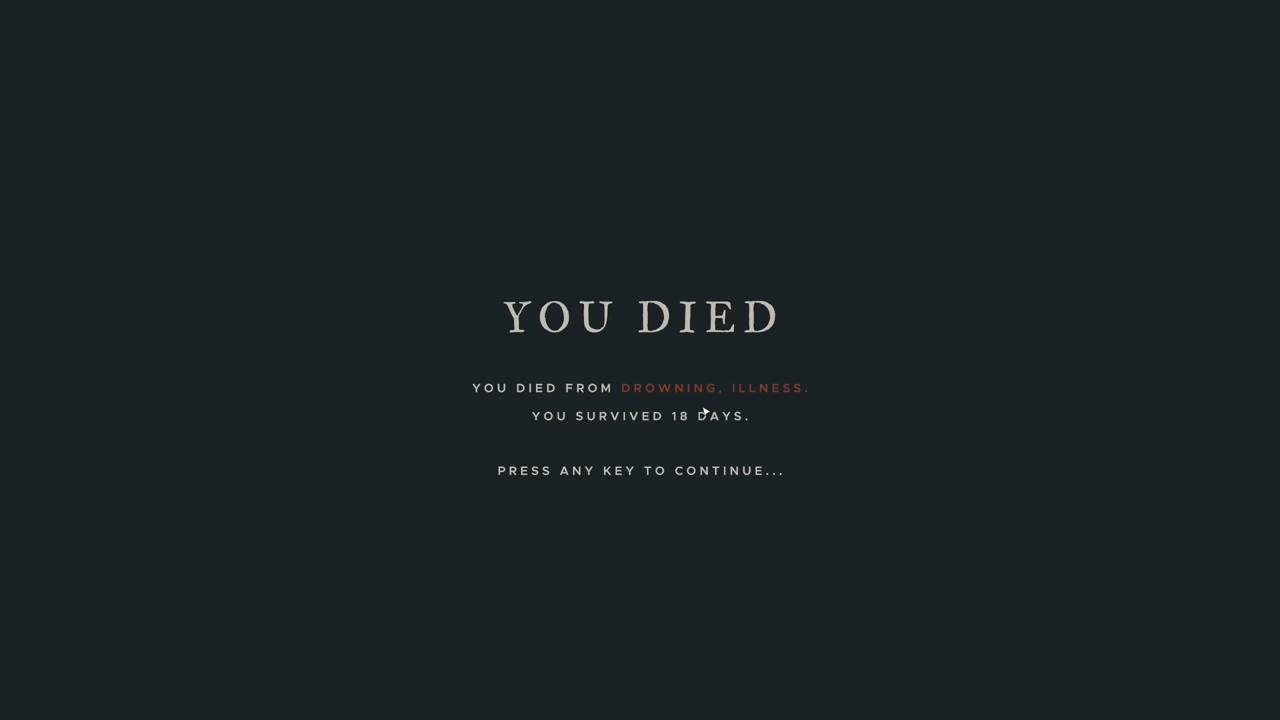 YOU DIED
YOU DIED FROM DROWNING, ILLNESS.
YOU SURVIVED 18 DAYS.
PRESS ANY KEY TO CONTINUE...